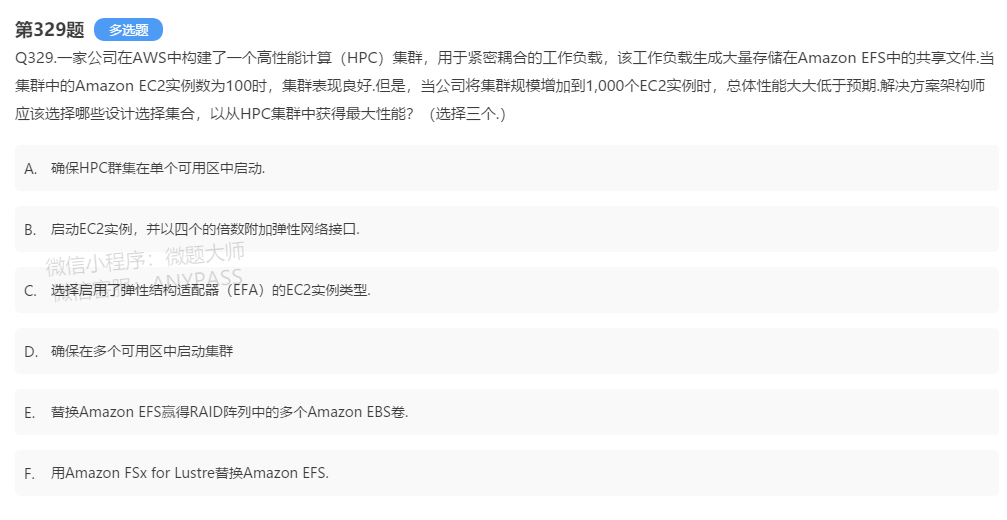 第329题 多选题
Q329.一家公司在AWS中构建了一个高性能计算（HPC）集群，用于紧密耦合的工作负载，该工作负载生成大量存储在Amazon EFS中的共享文件.当
集群中的Amazon EC2实例数为100时，集群表现良好.但是，当公司将集群规模增加到1,000个EC2实例时，总体性能大大低于预期.解决方案架构师
应该选择哪些设计选择集合，以从HPC集群中获得最大性能？（选择三个.）
A. 确保HPC群集在单个可用区中启动.
B. 启动EC2实例，并以四个的倍数附加弹性网络接口.
微信小程序：微题大师
C. 选择启用了弹性结构适配器（EFA）的EC2实例类型.
ANYPASS
D. 确保在多个可用区中启动集群
E. 替换Amazon EFS赢得RAID阵列中的多个Amazon EBS卷.
F. 用Amazon FSx for Lustre替换Amazon EFS.